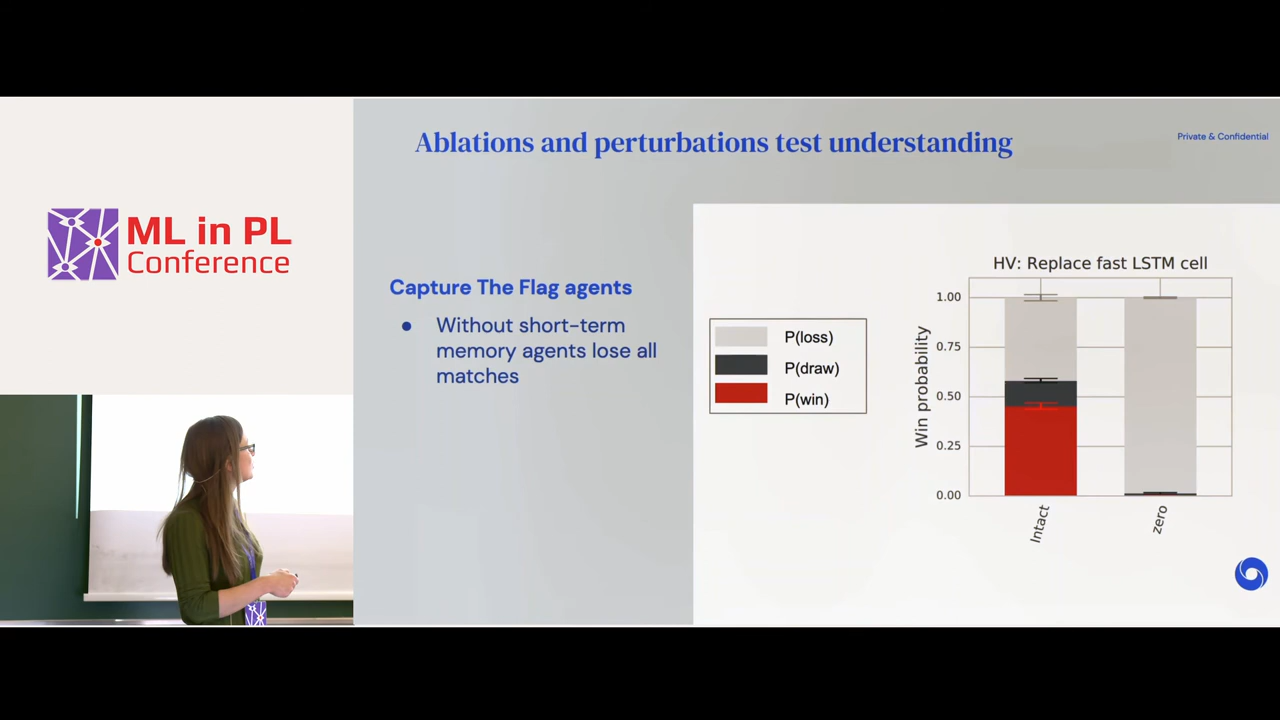 ML in PL
Conference
Ablations and perturbations test understanding
Private & Confidential
Capture The Flag agents
● Without short-term
memory agents lose all
matches
P(loss)
P(draw)
P(win)
HV: Replace fast LSTM cell
Win probability
1.00
0.75
0.50
0.25
0.00
Intact
zero